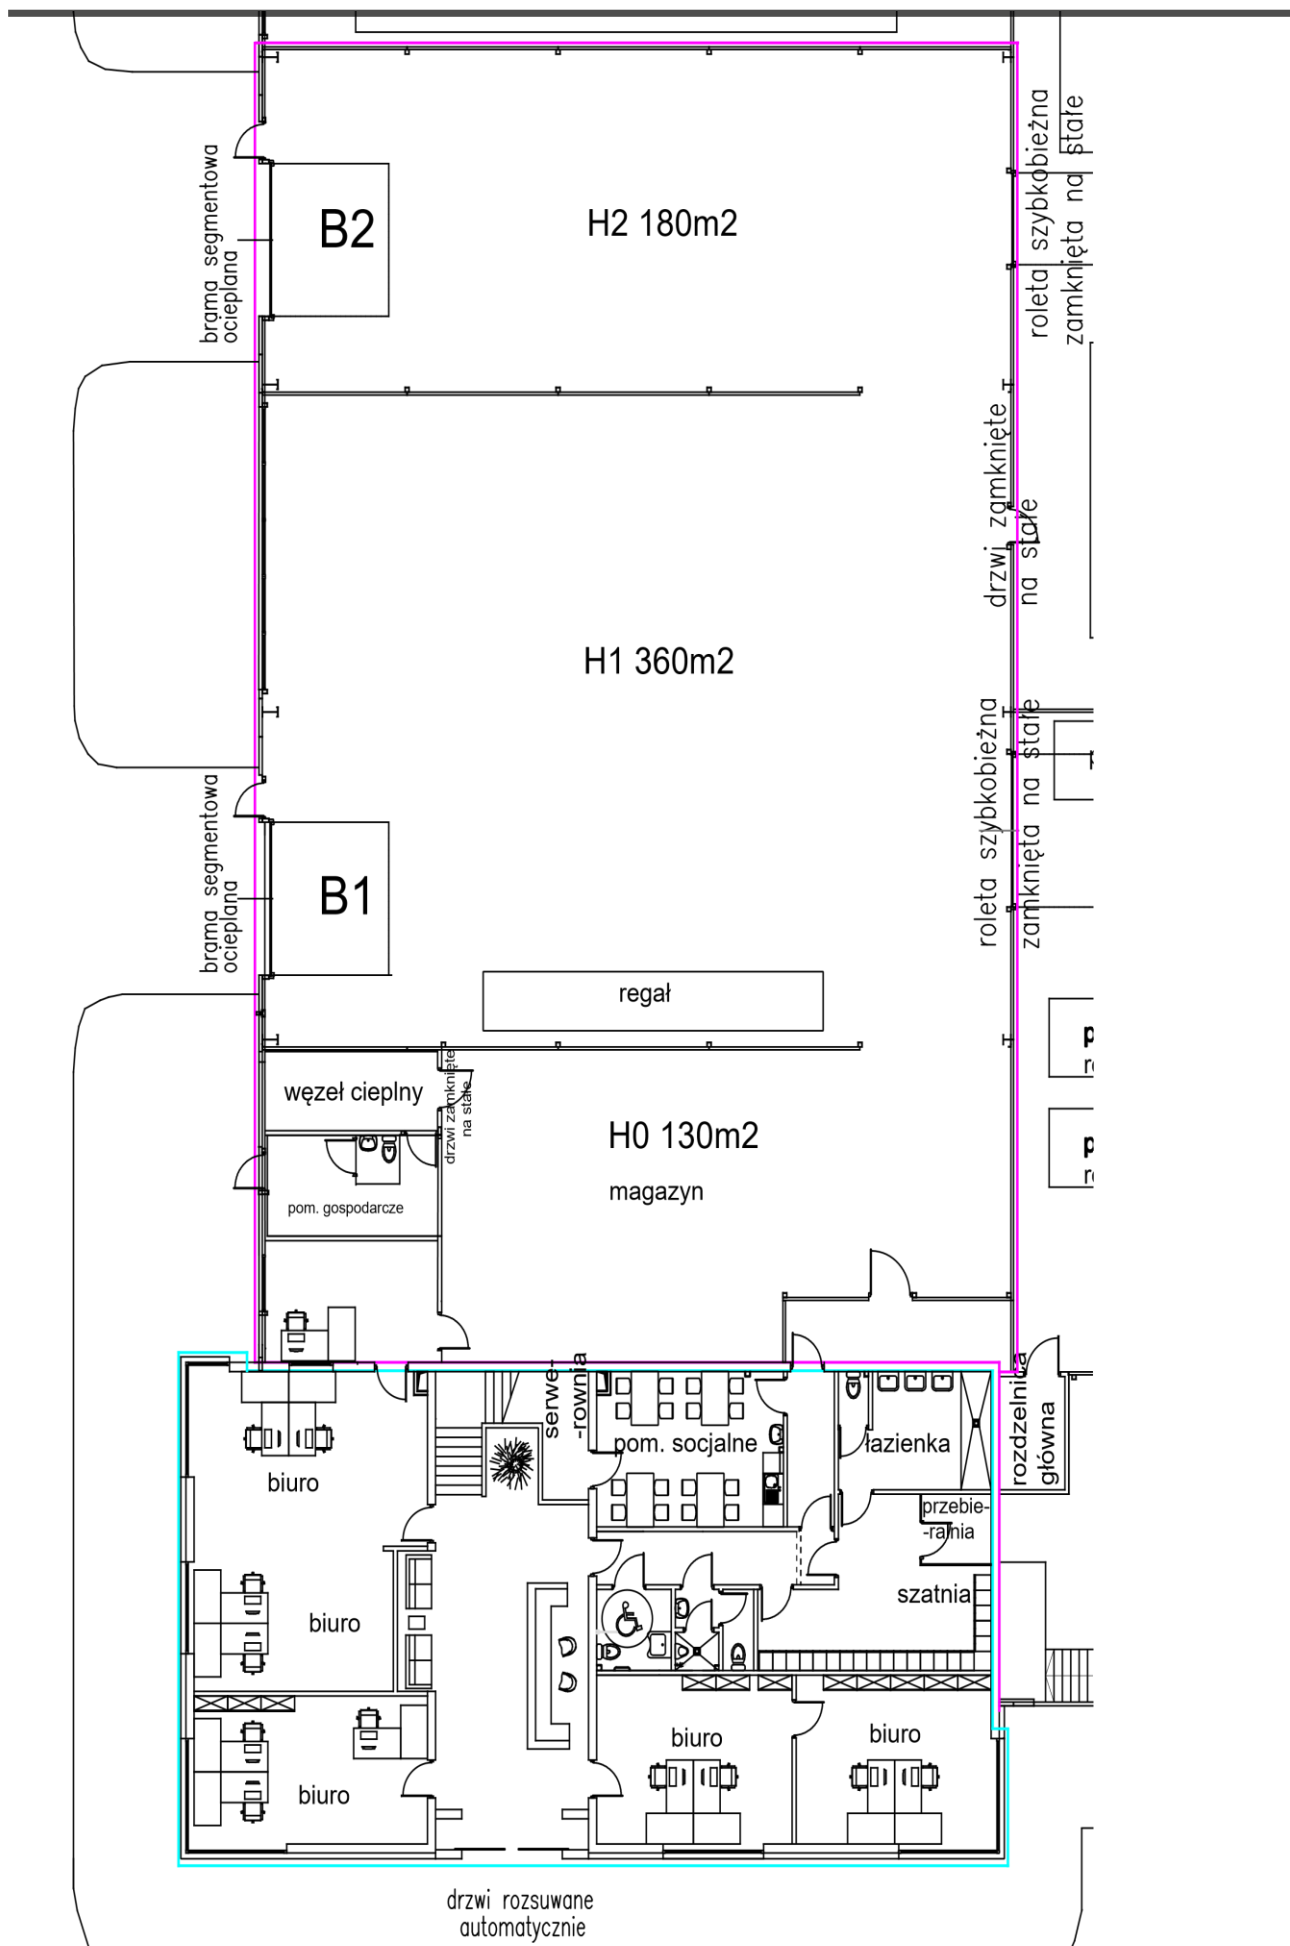 roleta szybkobieżna
zamknięta na stałe
brama segmentowa
ocieplana
B2
H2 180m2
drzwi zamknięte
na stałe
H1 360m2
roleta szybkobieżna
zamknięta na stałe
brama segmentowa
ocieplana
B1
regał
węzeł cieplny
drzwi zamknięte
na stałe
H0 130m2
magazyn
pom. gospodarcze
serwe-
-rownia
rozdzelnica
główna
pom. socjalne
łazienka
biuro
przebie-
-ralnia
szatnia
biuro
biuro
biuro
biuro
drzwi rozsuwane
automatycznie